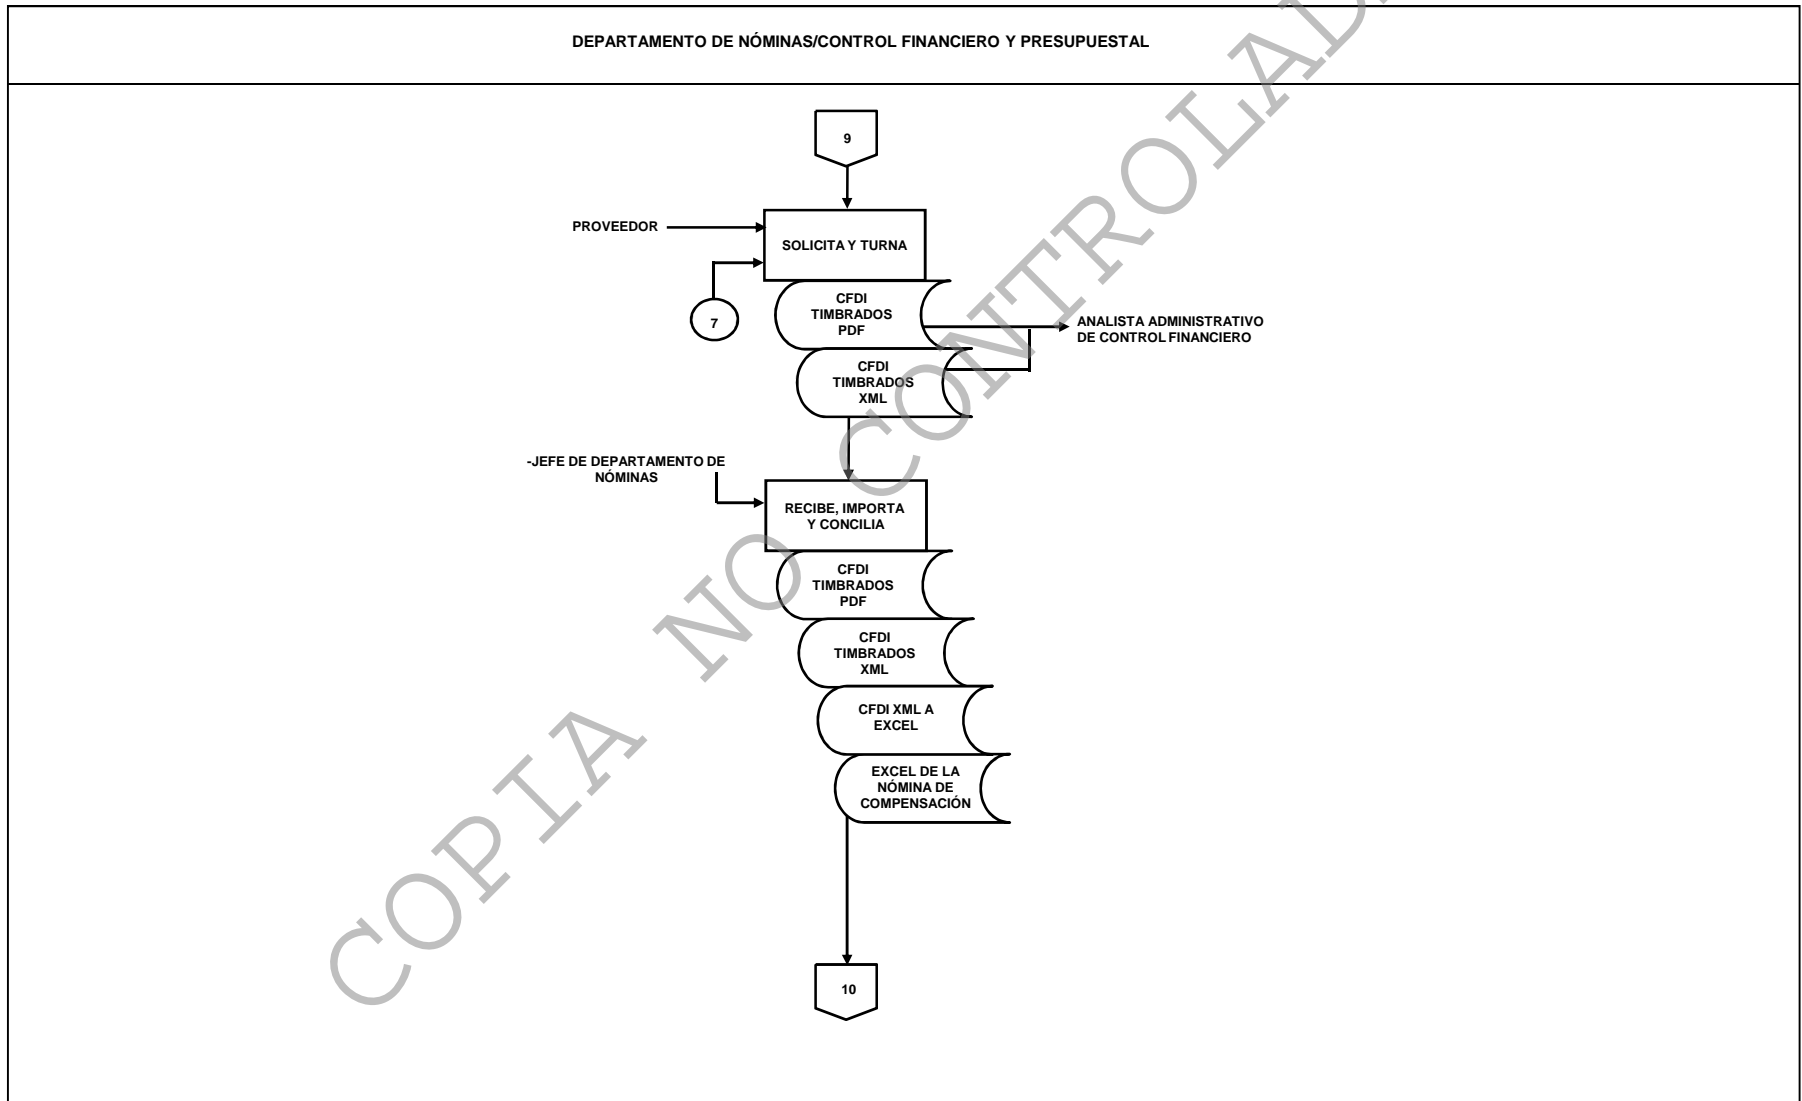 DEPARTAMENTO DE NÓMINAS/CONTROL FINANCIERO Y PRESUPUESTAL
9
PROVEEDOR
SOLICITA Y TURNA
7
CFDI
TIMBRADOS
PDF
ANALISTA ADMINISTRATIVO
DE CONTROL FINANCIERO
CFDI
TIMBRADOS
XML
-JEFE DE DEPARTAMENTO DE
NÓMINAS
RECIBE, IMPORTA
Y CONCILIA
CFDI
TIMBRADOS
PDF
CFDI
TIMBRADOS
XML
CFDI XML A
EXCEL
EXCEL DE LA
NÓMINA DE
COMPENSACIÓN
10
COPIA NO CONTROLAD